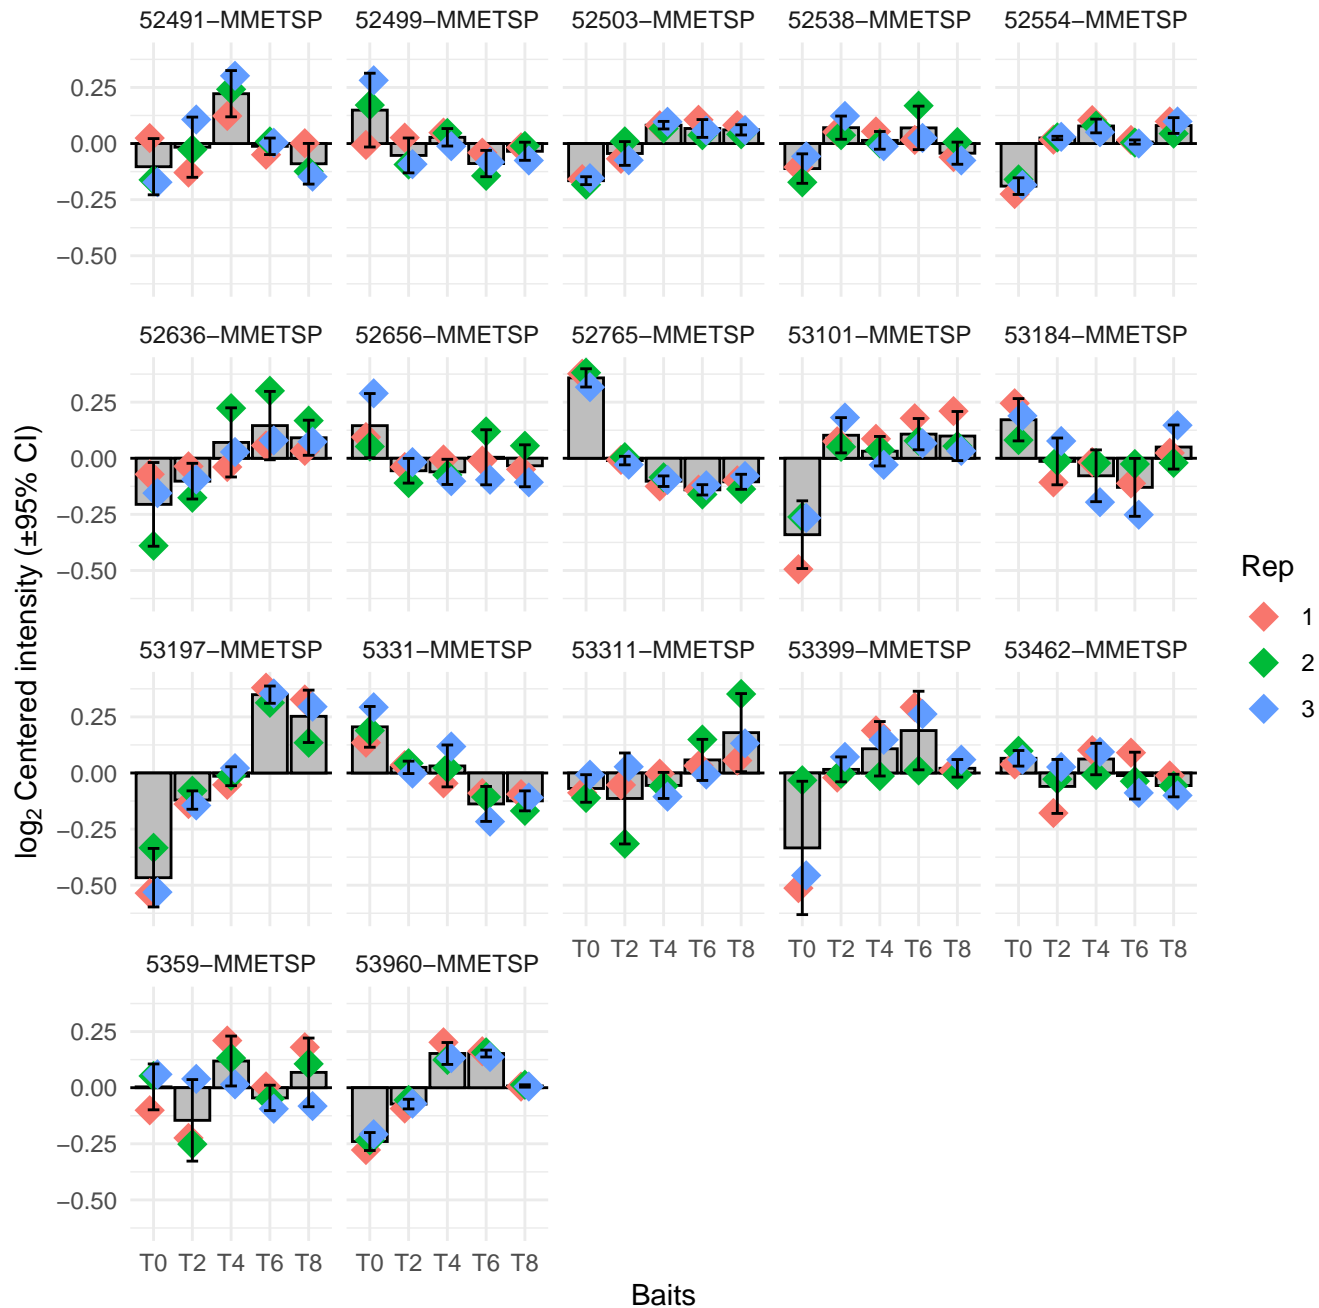 52491−MMETSP 52499−MMETSP 52503−MMETSP 52538−MMETSP 52554−MMETSP
0.25
0.00
−0.25
−0.50
52636−MMETSP 52656−MMETSP 52765−MMETSP 53101−MMETSP 53184−MMETSP
0.25
0.00
−0.25
−0.50
53197−MMETSP 5331−MMETSP 53311−MMETSP 53399−MMETSP 53462−MMETSP
0.25
0.00
−0.25
−0.50
T0 T2 T4 T6 T8 T0 T2 T4 T6 T8 T0 T2 T4 T6 T8
5359−MMETSP 53960−MMETSP
0.25
0.00
−0.25
−0.50
T0 T2 T4 T6 T8 T0 T2 T4 T6 T8
Baits
log₂ Centered intensity (±95% CI)
Rep
1
2
3